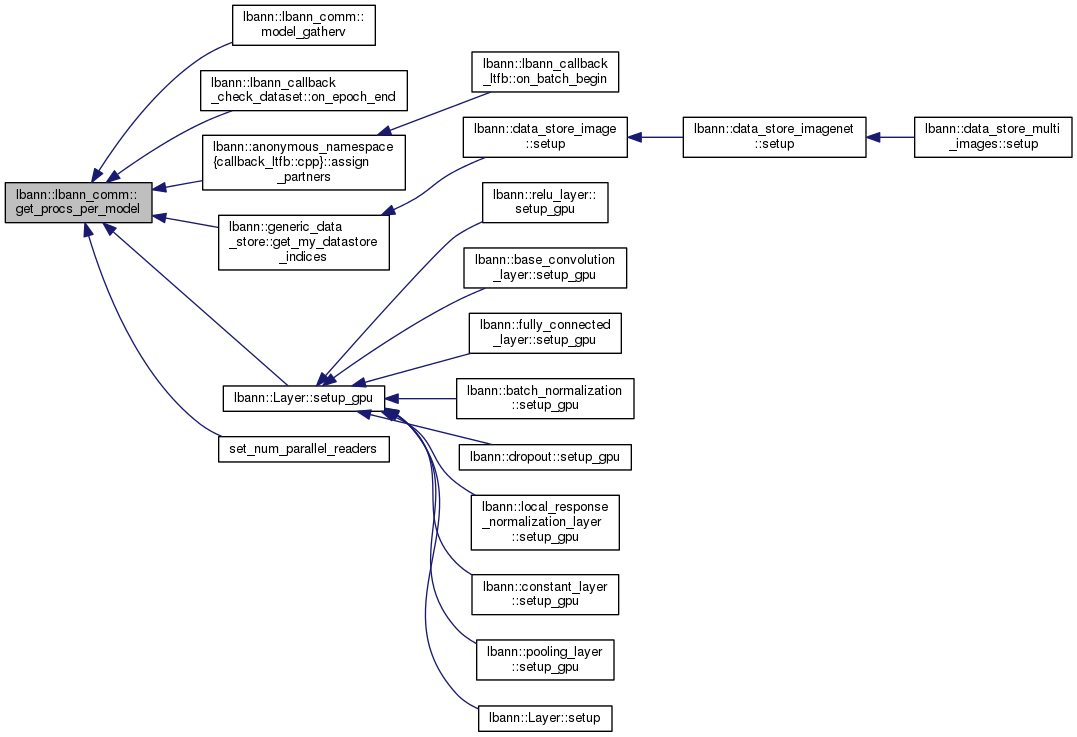 lbann::lbann_comm::
get_procs_per_model
lbann::lbann_comm::
model_gatherv
lbann::lbann_callback
_check_dataset::on_epoch_end
lbann::anonymous_namespace
{callback_ltfb::cpp}::assign
_partners
lbann::lbann_callback
_ltfb::on_batch_begin
lbann::generic_data
_store::get_my_datastore
_indices
lbann::data_store_image
::setup
lbann::data_store_imagenet
::setup
lbann::data_store_multi
_images::setup
lbann::Layer::setup_gpu
lbann::relu_layer::
setup_gpu
lbann::base_convolution
_layer::setup_gpu
lbann::fully_connected
_layer::setup_gpu
lbann::batch_normalization
::setup_gpu
lbann::dropout::setup_gpu
lbann::local_response
_normalization_layer
::setup_gpu
lbann::constant_layer
::setup_gpu
lbann::pooling_layer
::setup_gpu
lbann::Layer::setup
set_num_parallel_readers